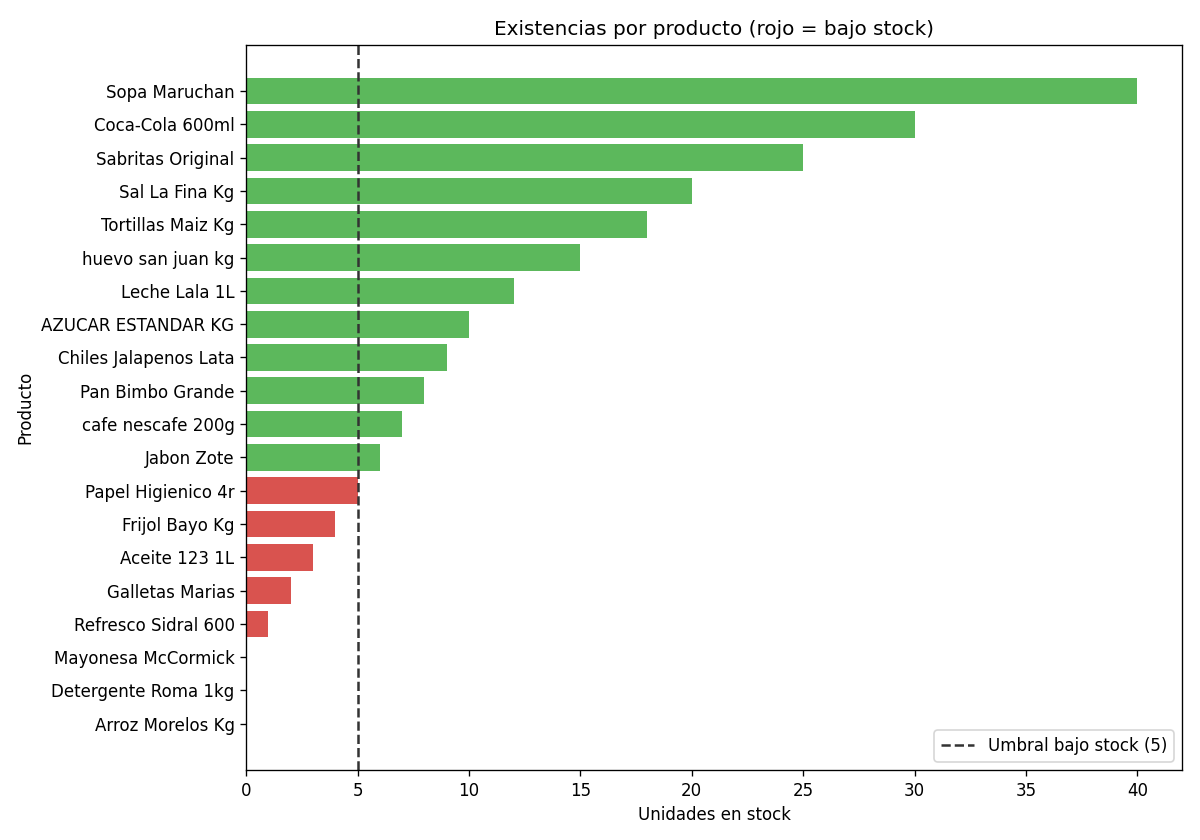 Existencias por producto (rojo = bajo stock)
Producto
Sopa Maruchan
Coca-Cola 600ml
Sabritas Original
Sal La Fina Kg
Tortillas Maiz Kg
huevo san juan kg
Leche Lala 1L
AZUCAR ESTANDAR KG
Chiles Jalapenos Lata
Pan Bimbo Grande
cafe nescafe 200g
Jabon Zote
Papel Higienico 4r
Frijol Bayo Kg
Aceite 123 1L
Galletas Marias
Refresco Sidral 600
Mayonesa McCormick
Detergente Roma 1kg
Arroz Morelos Kg
Umbral bajo stock (5)
0 5 10 15 20 25 30 35 40
Unidades en stock